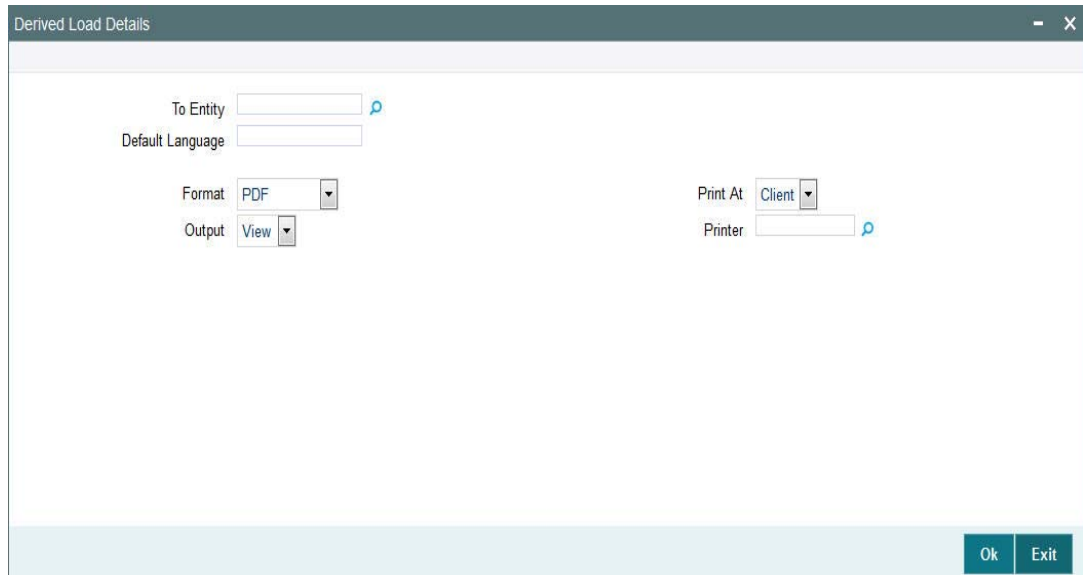 Derived Load Details
To Entity
Default Language
Format PDF Print At Client
Output View Printer
Ok Exit